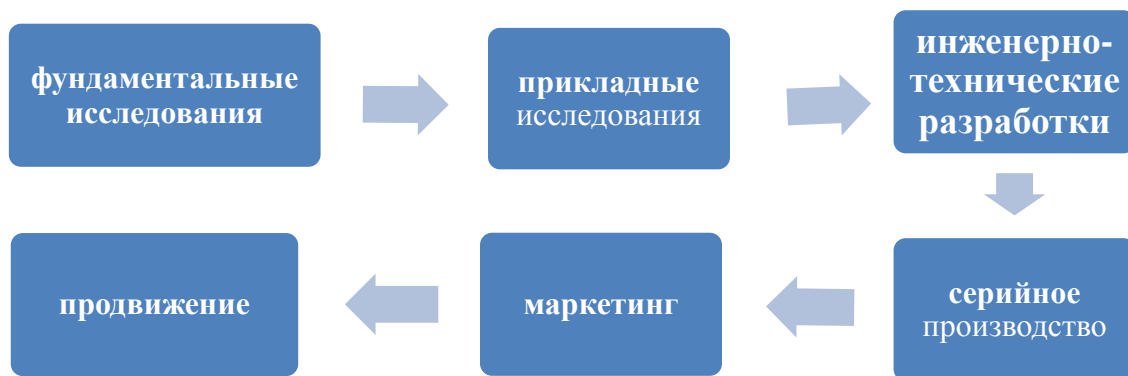 фундаментальные
исследования
прикладные
исследования
инженерно-
технические
разработки
серийное
производство
маркетинг
продвижение